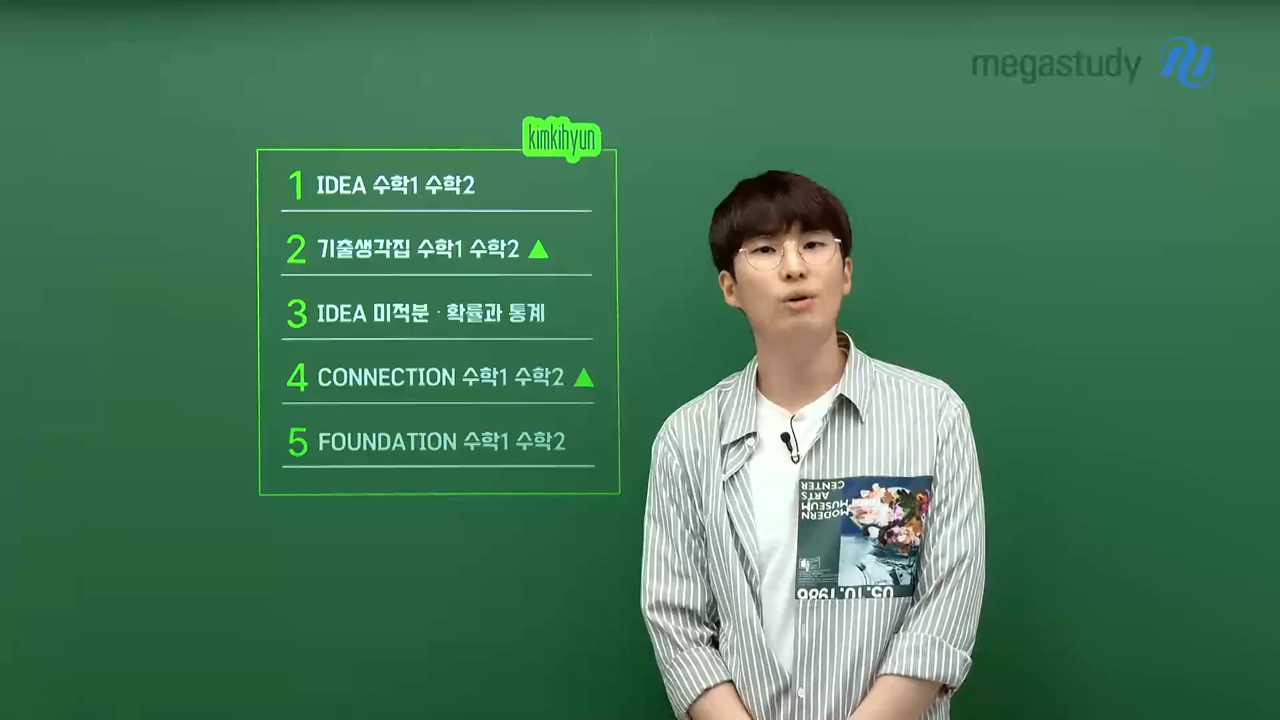 megastudy
kimkihyun
1 IDEA 수학1 수학2
2 기출생각집 수학1 수학2 ▲
3 IDEA 미적분 · 확률과 통계
4 CONNECTION 수학1 수학2 ▲
5 FOUNDATION 수학1 수학2
MODERN
MUSEUM
ARTS
CENTER
05.10.1986